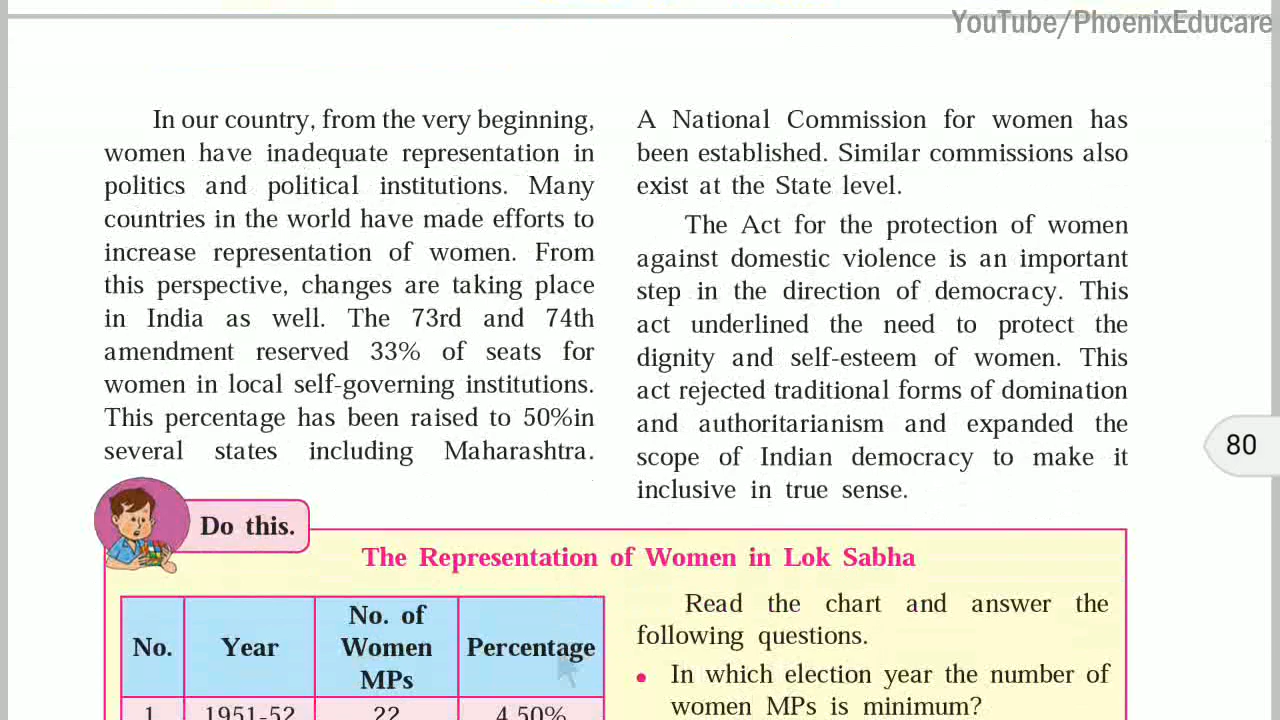 YouTube/PhoenixEducare
In our country, from the very beginning,
women have inadequate representation in
politics and political institutions. Many
countries in the world have made efforts to
increase representation of women. From
this perspective, changes are taking place
in India as well. The 73rd and 74th
amendment reserved 33% of seats for
women in local self-governing institutions.
This percentage has been raised to 50%in
several states including Maharashtra.
A National Commission for women has
been established. Similar commissions also
exist at the State level.
The Act for the protection of women
against domestic violence is an important
step in the direction of democracy. This
act underlined the need to protect the
dignity and self-esteem of women. This
act rejected traditional forms of domination
and authoritarianism and expanded the
scope of Indian democracy to make it
inclusive in true sense.
80
Do this.
The Representation of Women in Lok Sabha
No. Year No. of Women MPs Percentage
1 1951-52 22 4.50%
Read the chart and answer the
following questions.
• In which election year the number of
women MPs is minimum?